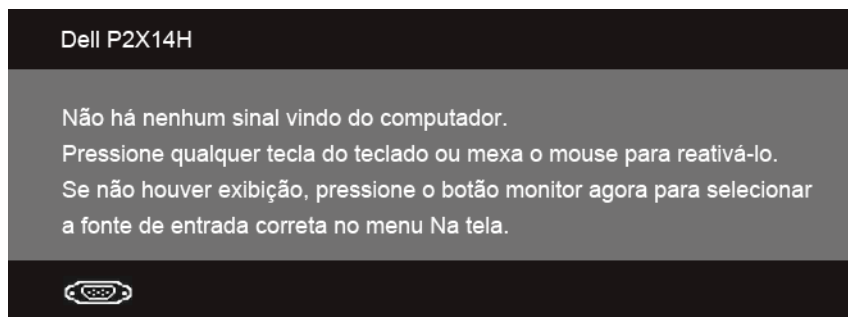 Dell P2X14H
Não há nenhum sinal vindo do computador.
Pressione qualquer tecla do teclado ou mexa o mouse para reativá-lo.
Se não houver exibição, pressione o botão monitor agora para selecionar
a fonte de entrada correta no menu Na tela.